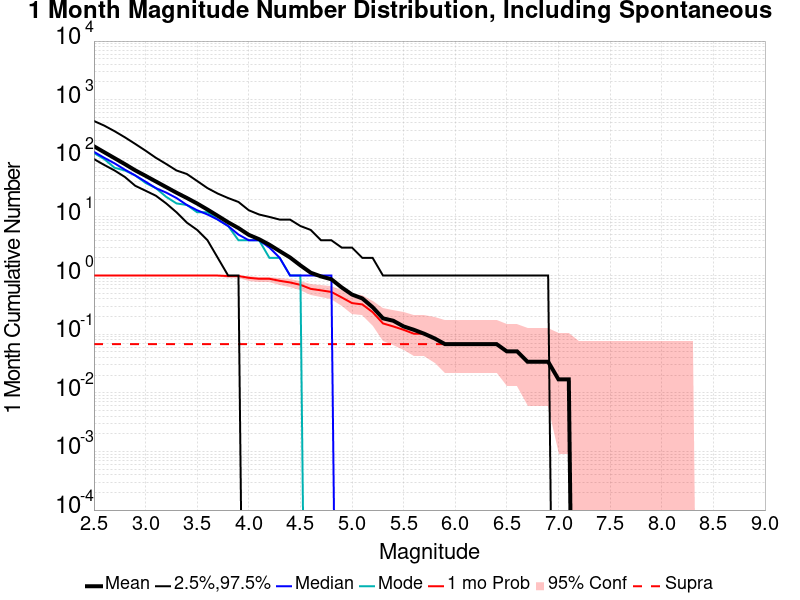 1 Month Magnitude Number Distribution, Including Spontaneous
10^4
10^3
10^2
10^1
10^0
10^-1
10^-2
10^-3
10^-4
1 Month Cumulative Number
2.5 3.0 3.5 4.0 4.5 5.0 5.5 6.0 6.5 7.0 7.5 8.0 8.5 9.0
Magnitude
Mean 2.5%,97.5% Median Mode 1 mo Prob 95% Conf Supra